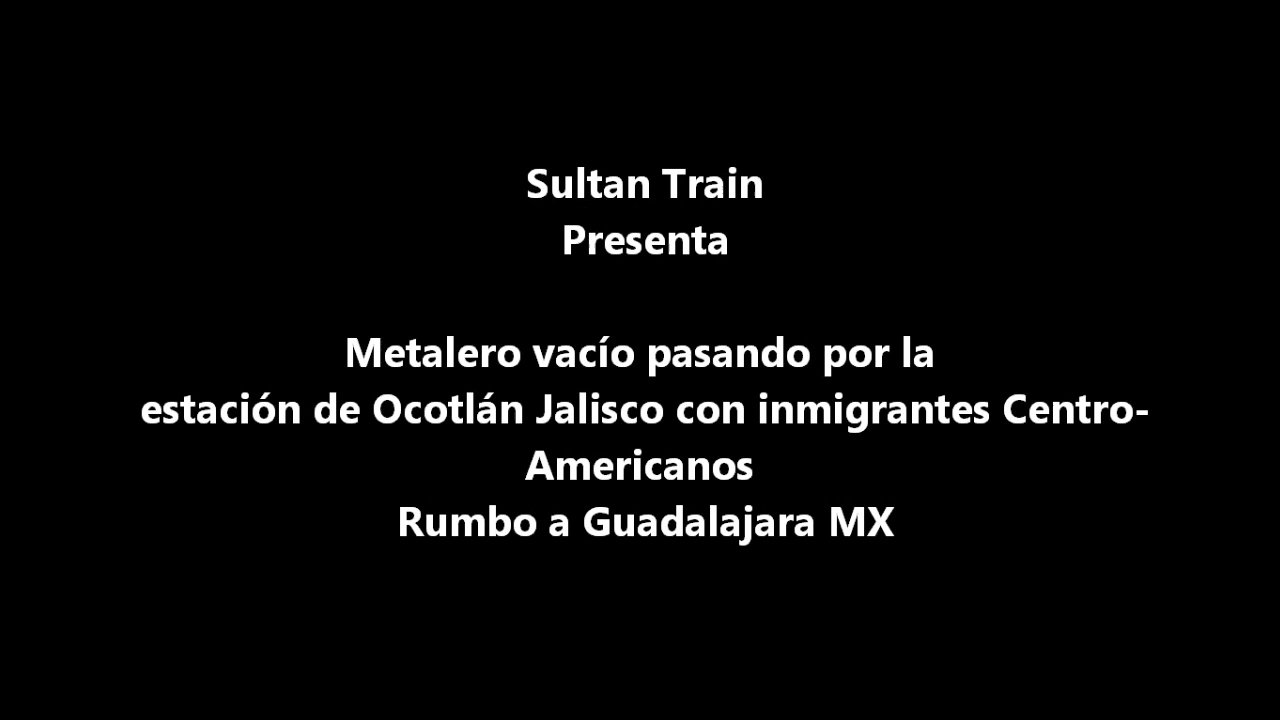 Sultan Train
Presenta
Metalero vacío pasando por la
estación de Ocotlán Jalisco con inmigrantes Centro-
Americanos
Rumbo a Guadalajara MX